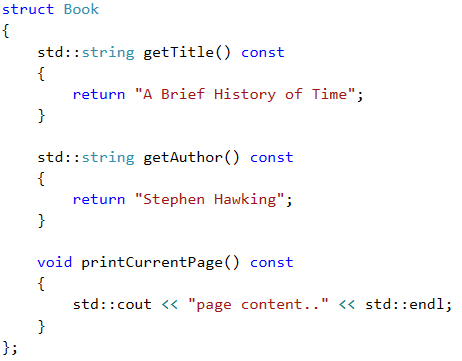 struct Book
{
    std::string getTitle() const
    {
        return "A Brief History of Time";
    }

    std::string getAuthor() const
    {
        return "Stephen Hawking";
    }

    void printCurrentPage() const
    {
        std::cout << "page content.." << std::endl;
    }
};